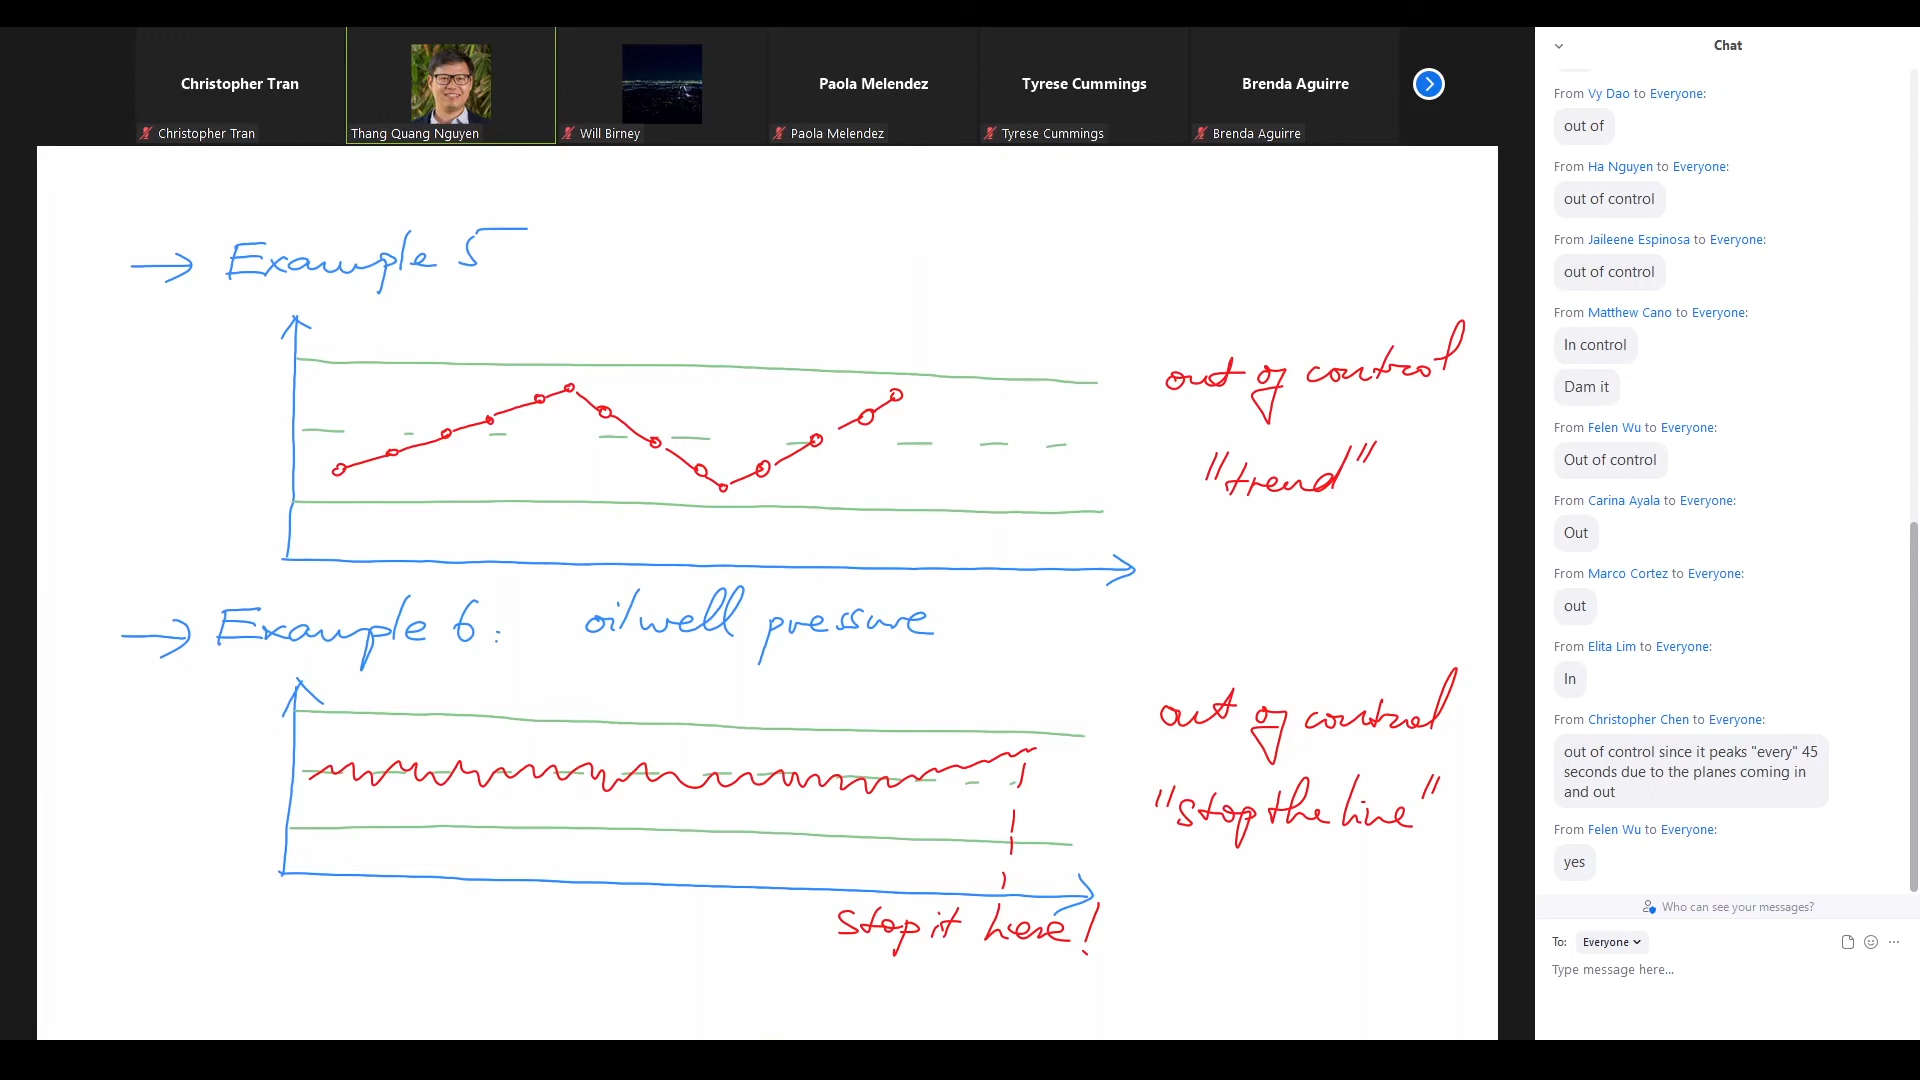 Christopher Tran
Paola Melendez
Tyrese Cummings
Brenda Aguirre
Christopher Tran
Thang Quang Nguyen
Will Birney
Paola Melendez
Tyrese Cummings
Brenda Aguirre
→ Example 5
out of control
"trend"
→ Example 6: oilwell pressure
out of control
"stop the line"
stop it here!
Chat
From Vy Dao to Everyone:
out of
From Ha Nguyen to Everyone:
out of control
From Jaileene Espinosa to Everyone:
out of control
From Matthew Cano to Everyone:
In control
Dam it
From Felen Wu to Everyone:
Out of control
From Carina Ayala to Everyone:
Out
From Marco Cortez to Everyone:
out
From Elita Lim to Everyone:
In
From Christopher Chen to Everyone:
out of control since it peaks "every" 45
seconds due to the planes coming in
and out
From Felen Wu to Everyone:
yes
Who can see your messages?
To: Everyone
Type message here...